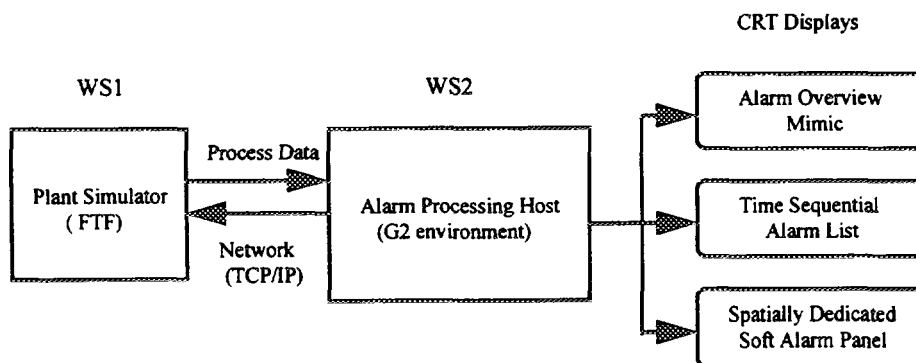 CRT Displays
WS1
WS2
Alarm Overview
Mimic
Process Data
Plant Simulator
( FTF)
Alarm Processing Host
(G2 environment)
Time Sequential
Alarm List
Network
(TCP/IP)
Spatially Dedicated
Soft Alarm Panel